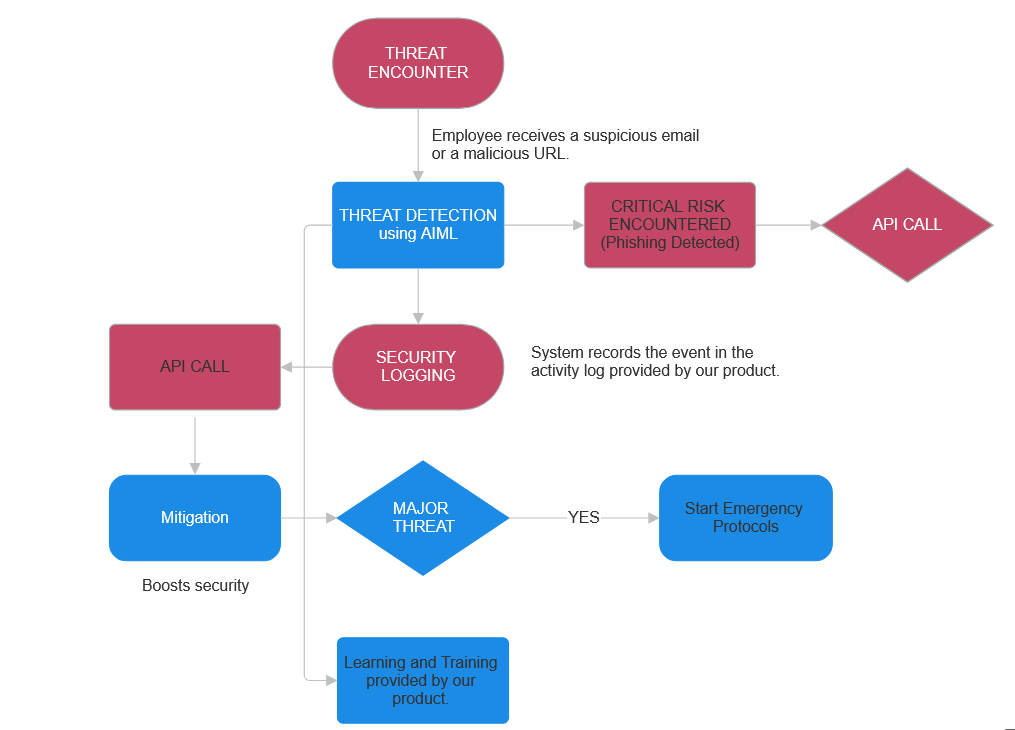 THREAT
ENCOUNTER
Employee receives a suspicious email
or a malicious URL.
THREAT DETECTION
using AIML
CRITICAL RISK
ENCOUNTERED
(Phishing Detected)
API CALL
API CALL
SECURITY
LOGGING
System records the event in the
activity log provided by our product.
Mitigation
MAJOR
THREAT
YES
Start Emergency
Protocols
Boosts security
Learning and Training
provided by our
product.